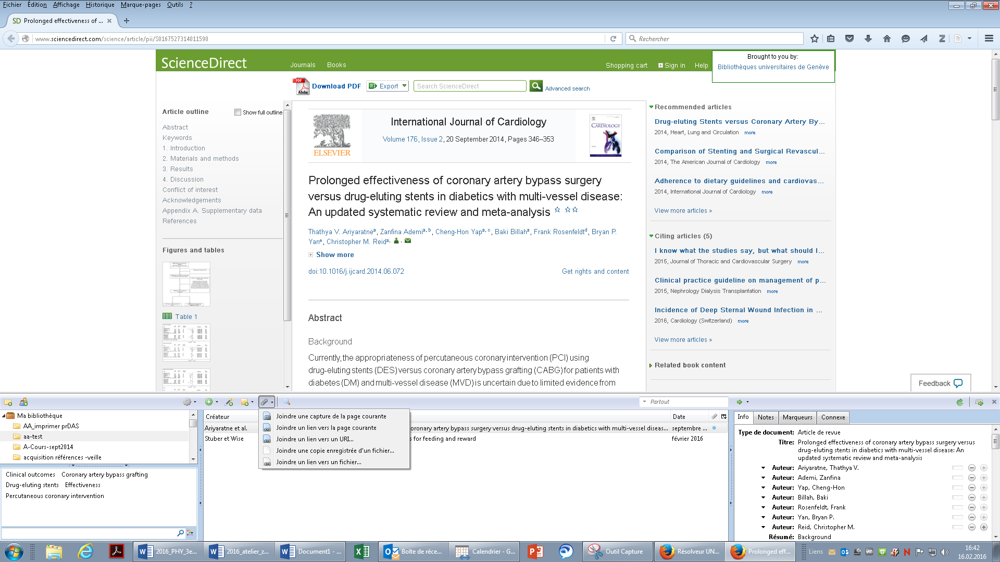 Fichier Édition Affichage Historique Marque-pages Outils ?
SD Prolonged effectiveness of ...
www.sciencedirect.com/science/article/pii/S0167527314011590
Rechercher
ScienceDirect
Journals Books
Shopping cart Sign in Help
Brought to you by:
Bibliothèques universitaires de Genève
PDF Adobe Download PDF
Export
Search ScienceDirect
Advanced search
Article outline
Show full outline
Abstract
Keywords
1. Introduction
2. Materials and methods
3. Results
4. Discussion
Conflict of interest
Acknowledgements
Appendix A. Supplementary data
References
Figures and tables
Table 1
ELSEVIER
International Journal of Cardiology
Volume 176, Issue 2, 20 September 2014, Pages 346–353
CARDIOLOGY
Prolonged effectiveness of coronary artery bypass surgery
versus drug-eluting stents in diabetics with multi-vessel disease:
An updated systematic review and meta-analysis ☆ ☆☆
Thathya V. Ariyaratneᵃ, Zanfina Ademiᵃ, ᵇ, Cheng-Hon Yapᵃ, ᶜ, Baki Billahᵃ, Frank Rosenfeldtᵈ, Bryan P.
Yanᵉ, Christopher M. Reidᵃ,
Show more
doi:10.1016/j.ijcard.2014.06.072
Get rights and content
Abstract
Background
Currently, the appropriateness of percutaneous coronary intervention (PCI) using
drug-eluting stents (DES) versus coronary artery bypass grafting (CABG) for patients with
diabetes (DM) and multi-vessel disease (MVD) is uncertain due to limited evidence from
Recommended articles
Drug-eluting Stents versus Coronary Artery By...
2014, Heart, Lung and Circulation more
Comparison of Stenting and Surgical Revascul...
2014, The American Journal of Cardiology more
Adherence to dietary guidelines and cardiovas...
2014, International Journal of Cardiology more
View more articles »
Citing articles (5)
I know what the studies say, but what should I...
2015, Journal of Thoracic and Cardiovascular Surgery more
Clinical practice guideline on management of p...
2015, Nephrology Dialysis Transplantation more
Incidence of Deep Sternal Wound Infection in ...
2016, Cardiology (Switzerland) more
View more articles »
Related book content
Feedback
Partout
Ma bibliothèque
AA_imprimer prDAS
aa-test
A-Cours-sept2014
acquisition références -veille
Clinical outcomes Coronary artery bypass grafting
Drug-eluting stents Effectiveness
Percutaneous coronary intervention
Créateur
Date
Ariyaratne et al.
oronary artery bypass surgery versus drug-eluting stents in diabetics with multi-vessel diseas... septembre ...
Stuber et Wise
s for feeding and reward
février 2016
Joindre une capture de la page courante
Joindre un lien vers la page courante
Joindre un lien vers un URI...
Joindre une copie enregistrée d'un fichier...
Joindre un lien vers un fichier...
Info Notes Marqueurs Connexe
Type de document: Article de revue
Titre: Prolonged effectiveness of coronary artery bypass surgery versus
drug-eluting stents in diabetics with multi-vessel disease: An
updated systematic review and meta-analysis
Auteur: Ariyaratne, Thathya V.
Auteur: Ademi, Zanfina
Auteur: Yap, Cheng-Hon
Auteur: Billah, Baki
Auteur: Rosenfeldt, Frank
Auteur: Yan, Bryan P.
Auteur: Reid, Christopher M.
Résumé: Background
2016_PHY_3e...
2016_atelier_z...
Document1 - ...
Boîte de réce...
Calendrier - G...
Outil Capture
Résolveur UN...
Prolonged eff...
Liens
16:42
16.02.2016